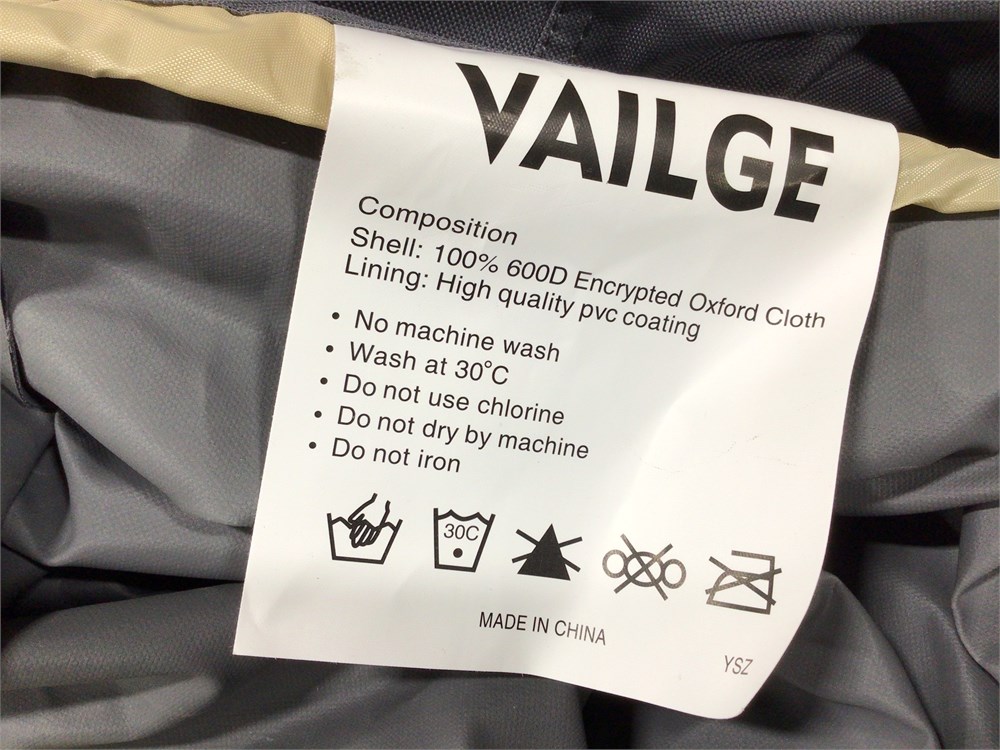 VAILGE
Composition
Shell: 100% 600D Encrypted Oxford Cloth
Lining: High quality pvc coating
• No machine wash
• Wash at 30°C
• Do not use chlorine
• Do not dry by machine
• Do not iron
30C
MADE IN CHINA
YSZ